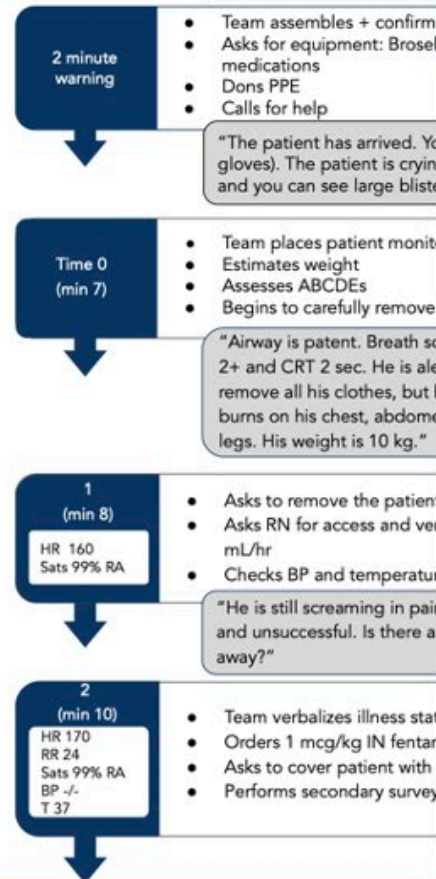 2 minute
warning
Team assembles + confirm
Asks for equipment: Brosel
medications
Dons PPE
Calls for help
"The patient has arrived. Yo
gloves). The patient is cryin
and you can see large bliste
Time 0
(min 7)
Team places patient monito
Estimates weight
Assesses ABCDEs
Begins to carefully remove
"Airway is patent. Breath so
2+ and CRT 2 sec. He is ale
remove all his clothes, but h
burns on his chest, abdome
legs. His weight is 10 kg."
1
(min 8)
HR 160
Sats 99% RA
Asks to remove the patient
Asks RN for access and ver
mL/hr
Checks BP and temperatur
"He is still screaming in pain
and unsuccessful. Is there a
away?"
2
(min 10)
HR 170
RR 24
Sats 99% RA
BP -/-
T 37
Team verbalizes illness stat
Orders 1 mcg/kg IN fentan
Asks to cover patient with
Performs secondary survey